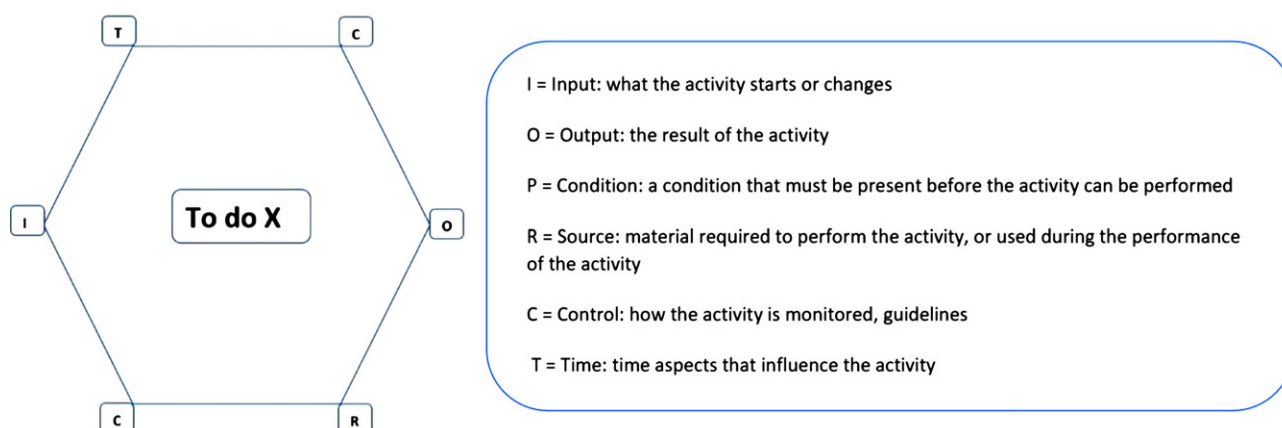 T
C
I
To do X
O
C
R
I = Input: what the activity starts or changes
O = Output: the result of the activity
P = Condition: a condition that must be present before the activity can be performed
R = Source: material required to perform the activity, or used during the performance
of the activity
C = Control: how the activity is monitored, guidelines
T = Time: time aspects that influence the activity